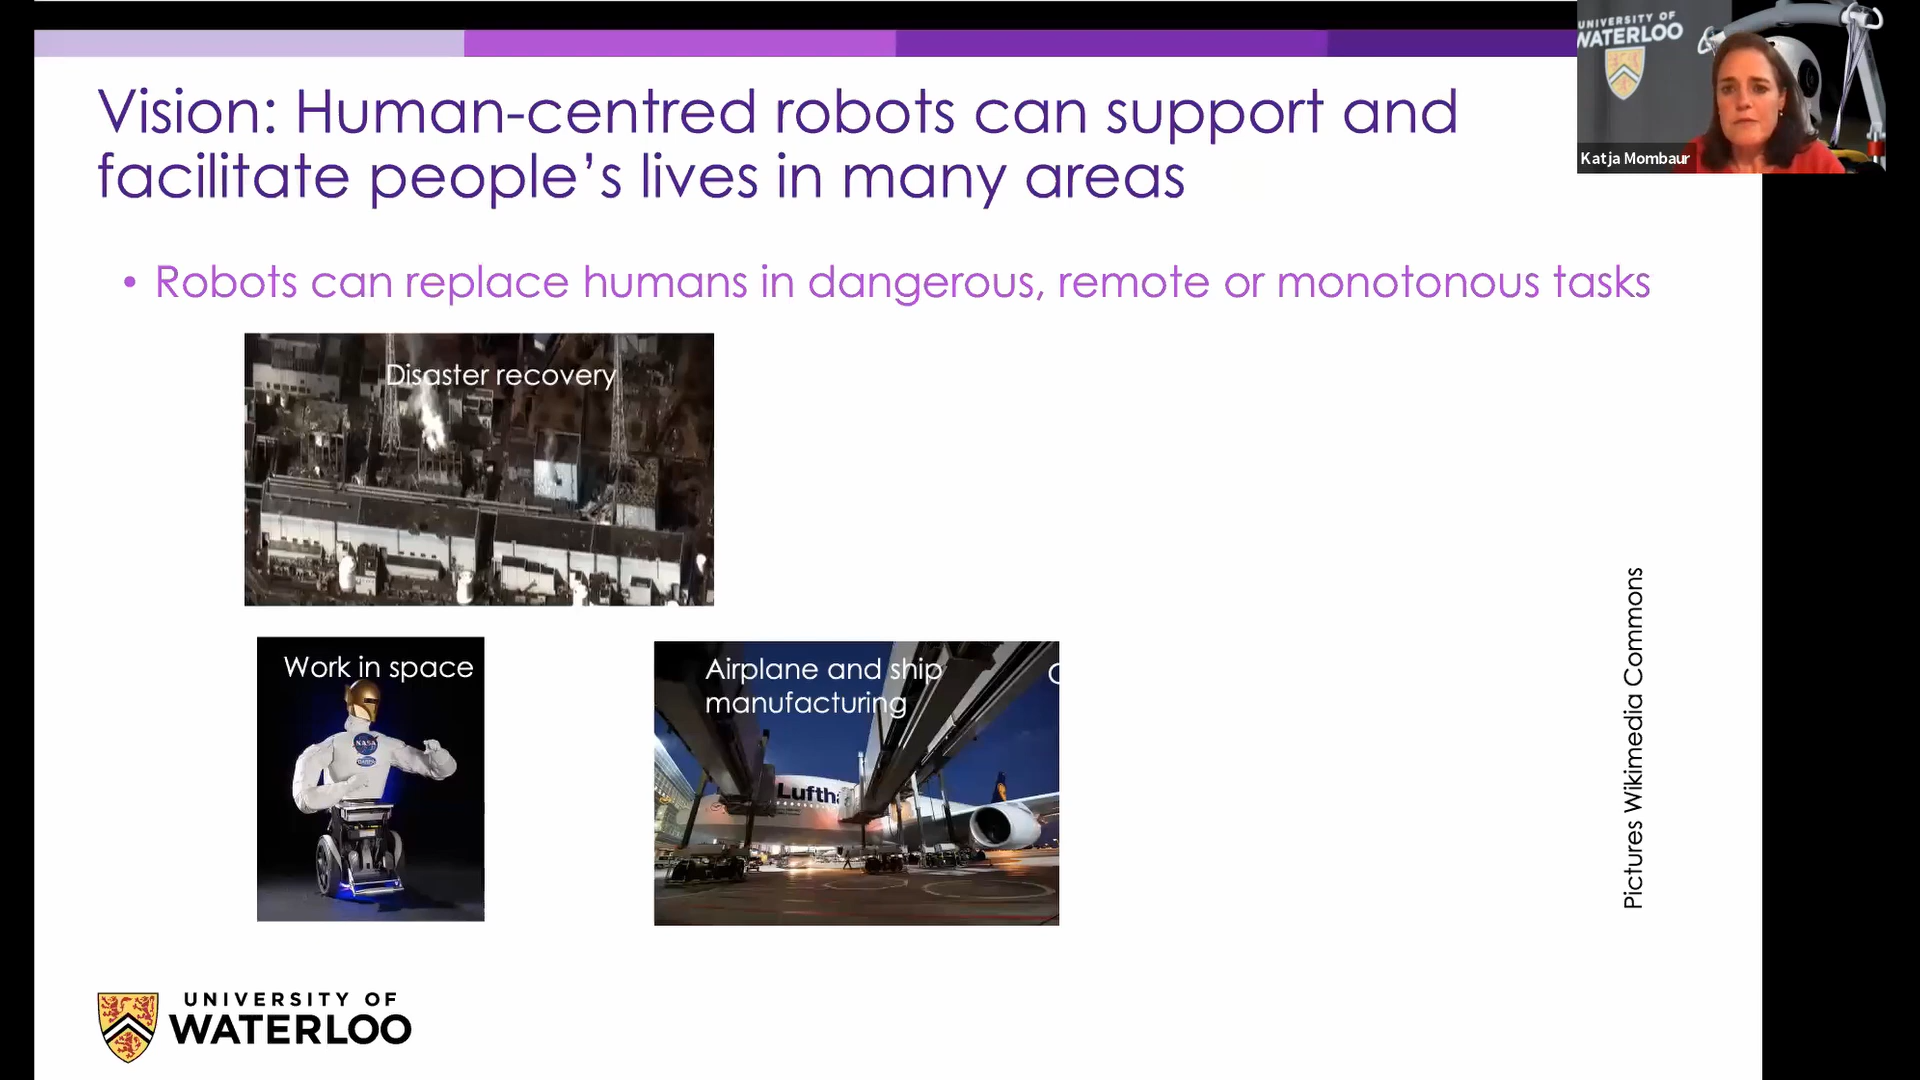 UNIVERSITY OF
WATERLOO
Katja Mombaur
Vision: Human-centred robots can support and
facilitate people’s lives in many areas
• Robots can replace humans in dangerous, remote or monotonous tasks
Disaster recovery
Work in space
NASA
Airplane and ship
manufacturing
Lufth
Pictures Wikimedia Commons
UNIVERSITY OF
WATERLOO